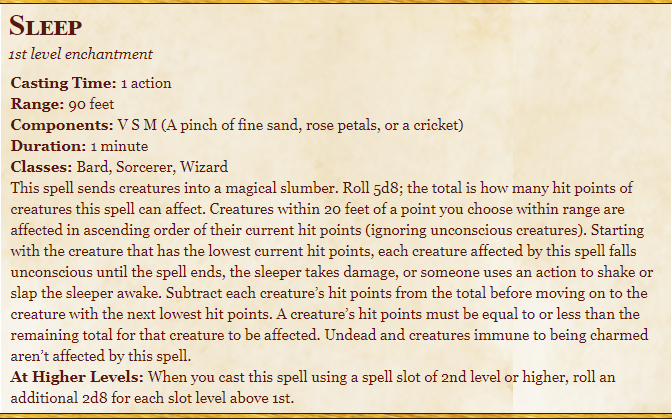 Sleep
1st level enchantment
Casting Time: 1 action
Range: 90 feet
Components: V S M (A pinch of fine sand, rose petals, or a cricket)
Duration: 1 minute
Classes: Bard, Sorcerer, Wizard
This spell sends creatures into a magical slumber. Roll 5d8; the total is how many hit points of
creatures this spell can affect. Creatures within 20 feet of a point you choose within range are
affected in ascending order of their current hit points (ignoring unconscious creatures). Starting
with the creature that has the lowest current hit points, each creature affected by this spell falls
unconscious until the spell ends, the sleeper takes damage, or someone uses an action to shake or
slap the sleeper awake. Subtract each creature's hit points from the total before moving on to the
creature with the next lowest hit points. A creature's hit points must be equal to or less than the
remaining total for that creature to be affected. Undead and creatures immune to being charmed
aren't affected by this spell.
At Higher Levels: When you cast this spell using a spell slot of 2nd level or higher, roll an
additional 2d8 for each slot level above 1st.